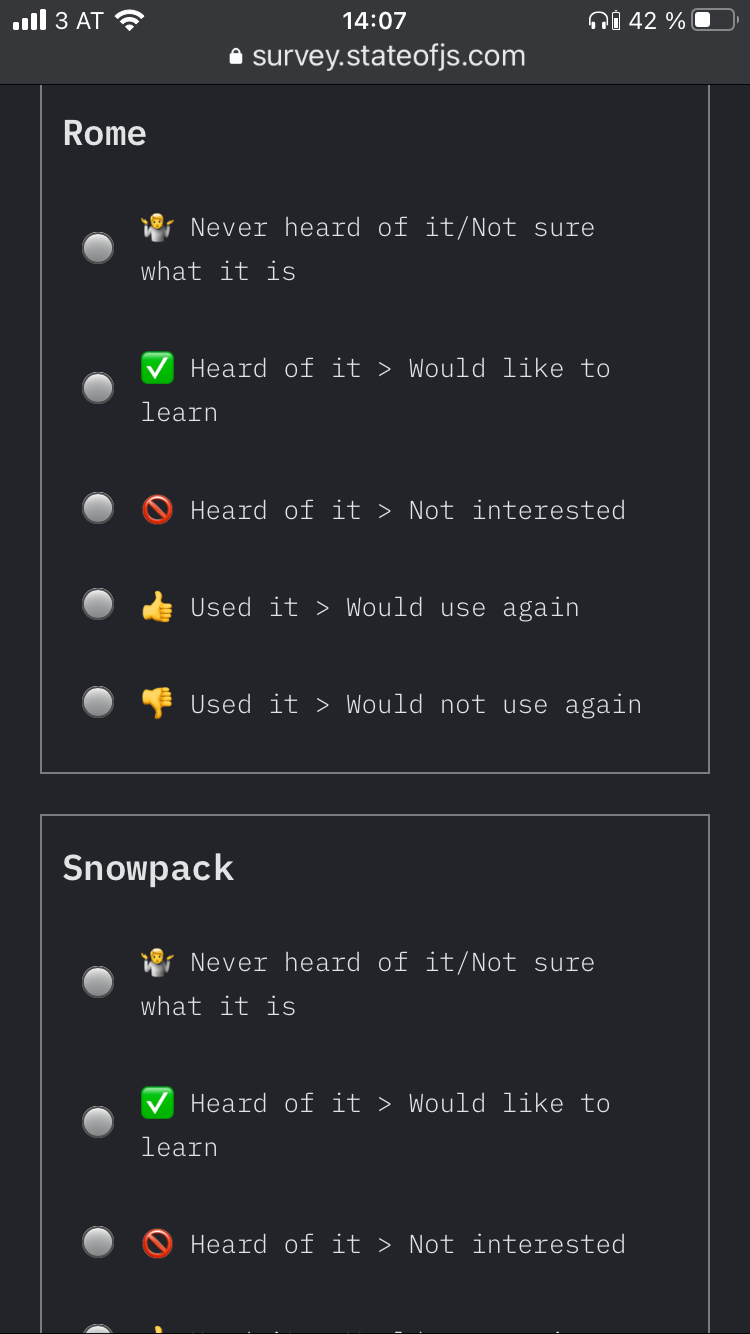 3 AT 14:07 42 %
survey.stateofjs.com
Rome
🤷 Never heard of it/Not sure
what it is
✅ Heard of it > Would like to
learn
🚫 Heard of it > Not interested
👍 Used it > Would use again
👎 Used it > Would not use again
Snowpack
🤷 Never heard of it/Not sure
what it is
✅ Heard of it > Would like to
learn
🚫 Heard of it > Not interested